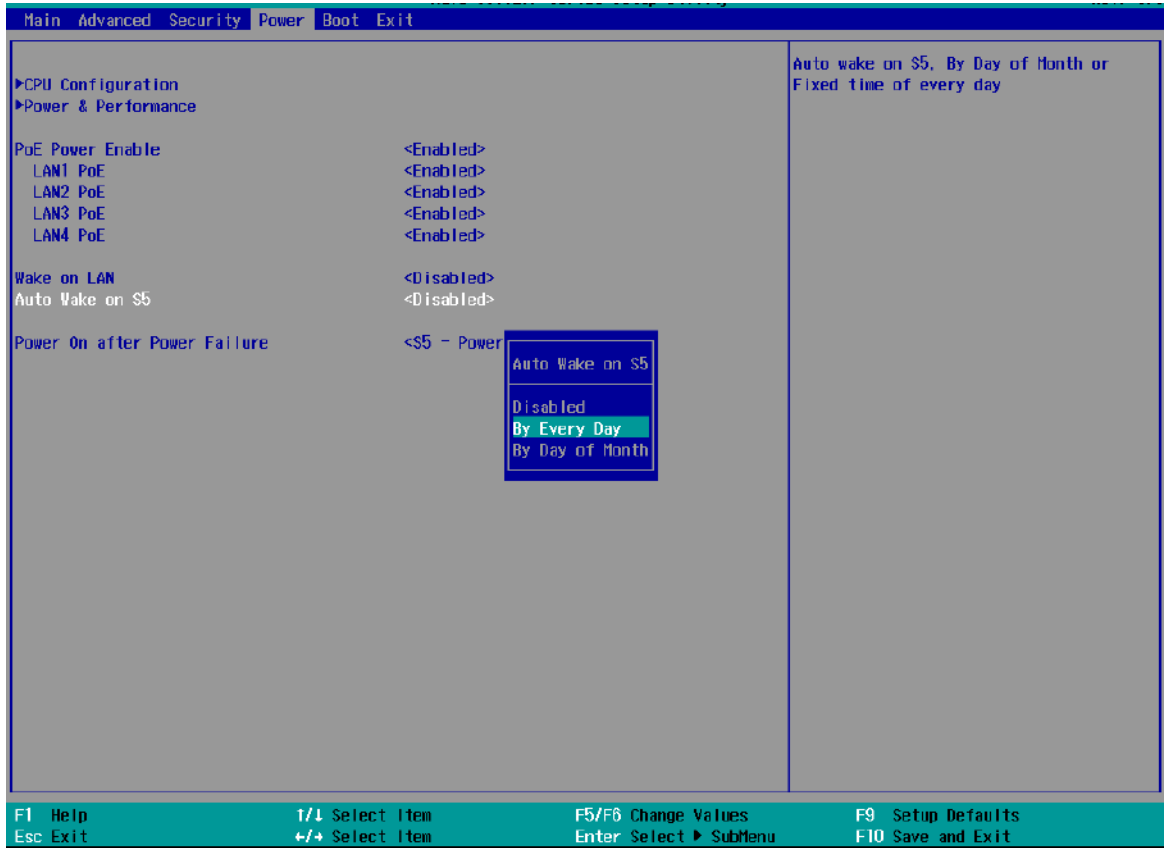 Main Advanced Security Power Boot Exit
Auto wake on S5, By Day of Month or
Fixed time of every day
▶CPU Configuration
▶Power & Performance
PoE Power Enable <Enabled>
LAN1 PoE <Enabled>
LAN2 PoE <Enabled>
LAN3 PoE <Enabled>
LAN4 PoE <Enabled>
Wake on LAN <Disabled>
Auto Wake on S5 <Disabled>
Power On after Power Failure <S5 - Power
Auto Wake on S5
Disabled
By Every Day
By Day of Month
F1 Help ↑/↓ Select Item F5/F6 Change Values F9 Setup Defaults
Esc Exit ←/→ Select Item Enter Select ▶ SubMenu F10 Save and Exit